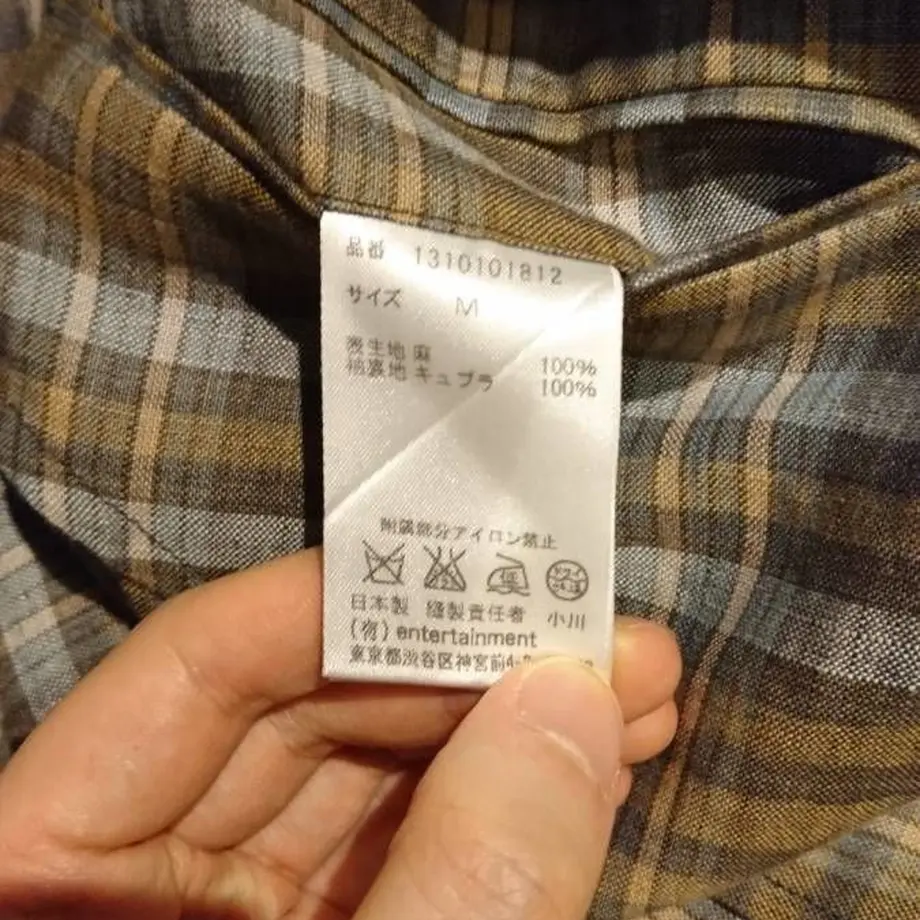 品番 1310101812
サイズ M
表生地 麻 100%
袖裏地 キュプラ 100%
附属部分アイロン禁止
日本製 縫製責任者 小川
(有) entertainment
東京都渋谷区神宮前4-